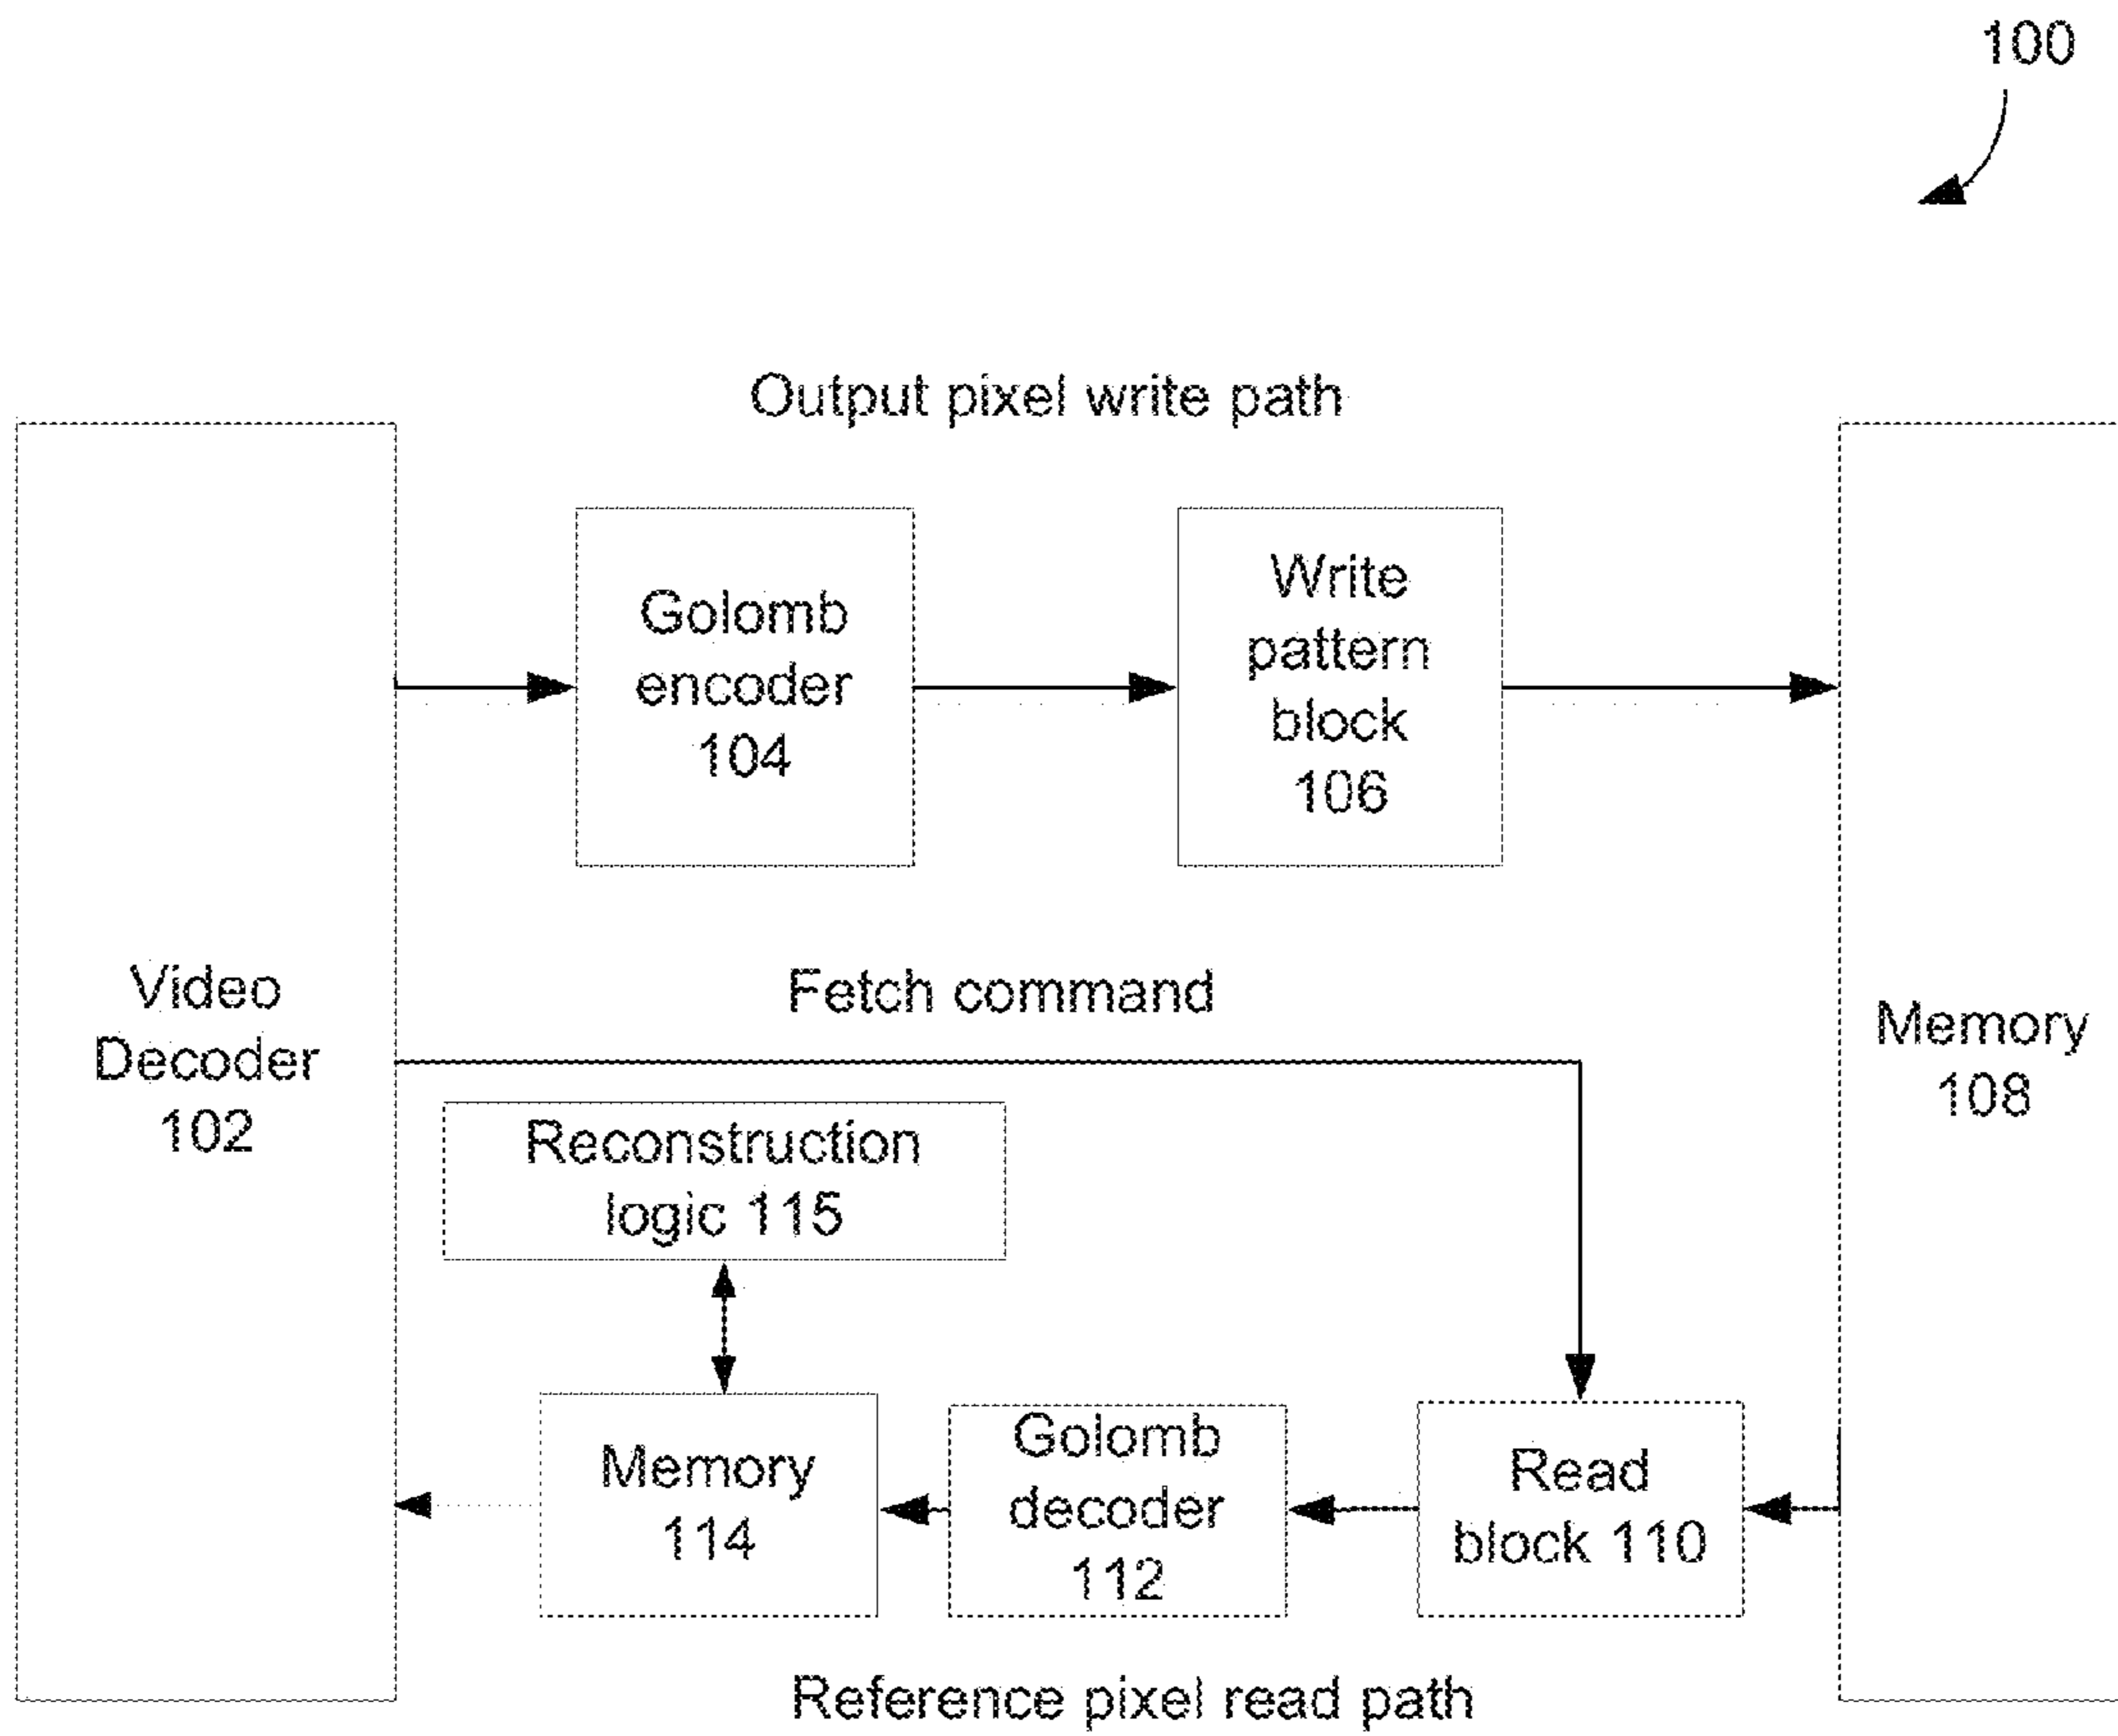 100
Output pixel write path
Golomb
encoder
104
Write
pattern
block
106
Video
Decoder
102
Fetch command
Memory
108
Reconstruction
logic 115
Memory
114
Golomb
decoder
112
Read
block 110
Reference pixel read path